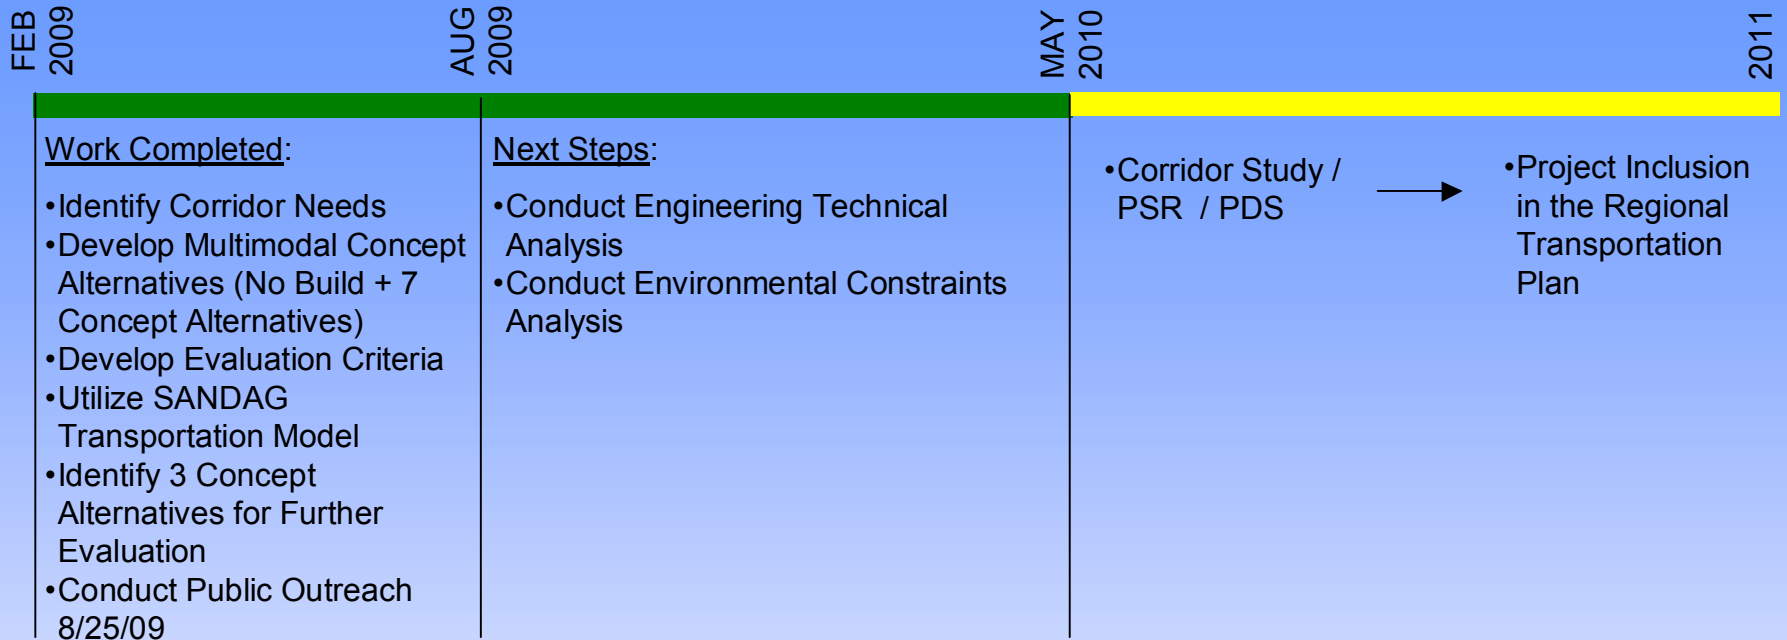 FEB
2009
AUG
2009
MAY
2010
2011
Work Completed:
•Identify Corridor Needs
•Develop Multimodal Concept
Alternatives (No Build + 7
Concept Alternatives)
•Develop Evaluation Criteria
•Utilize SANDAG
Transportation Model
•Identify 3 Concept
Alternatives for Further
Evaluation
•Conduct Public Outreach
8/25/09
Next Steps:
•Conduct Engineering Technical
Analysis
•Conduct Environmental Constraints
Analysis
•Corridor Study /
PSR / PDS
•Project Inclusion
in the Regional
Transportation
Plan